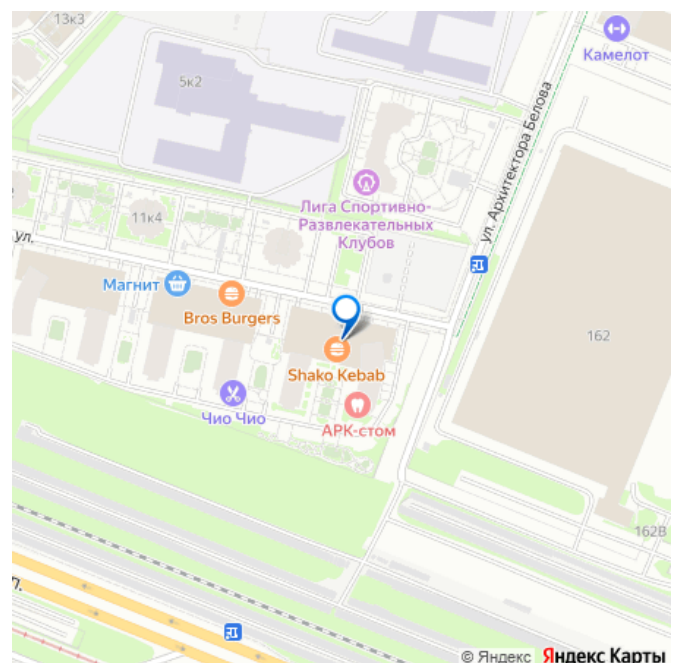 13к3
Камелот
5к2
ул. Архитектора Белова
Лига Спортивно-
Развлекательных
Клубов
11к4
ул.
Магнит
Bros Burgers
162
Shako Kebab
Чио Чио
АРК-стом
162В
© Яндекс Яндекс Карты